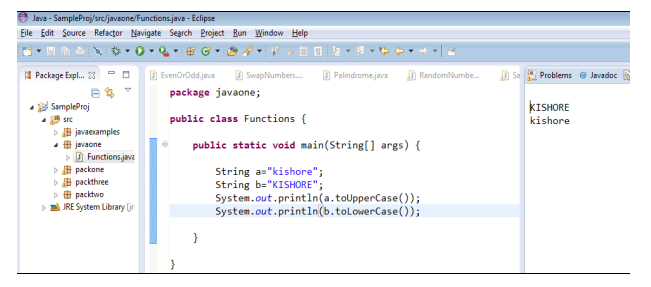 Java - SampleProj/src/javaone/Functions.java - Eclipse
File Edit Source Refactor Navigate Search Project Run Window Help
Package Expl...
EvenOrOdd.java SwapNumbers.... Palindrome.java RandomNumbe... Sa Problems @ Javadoc
SampleProj
src
javaexamples
javaone
Functions.java
packone
packthree
packtwo
JRE System Library [jr
package javaone;
public class Functions {
public static void main(String[] args) {
String a="kishore";
String b="KISHORE";
System.out.println(a.toUpperCase());
System.out.println(b.toLowerCase());
}
}
KISHORE
kishore